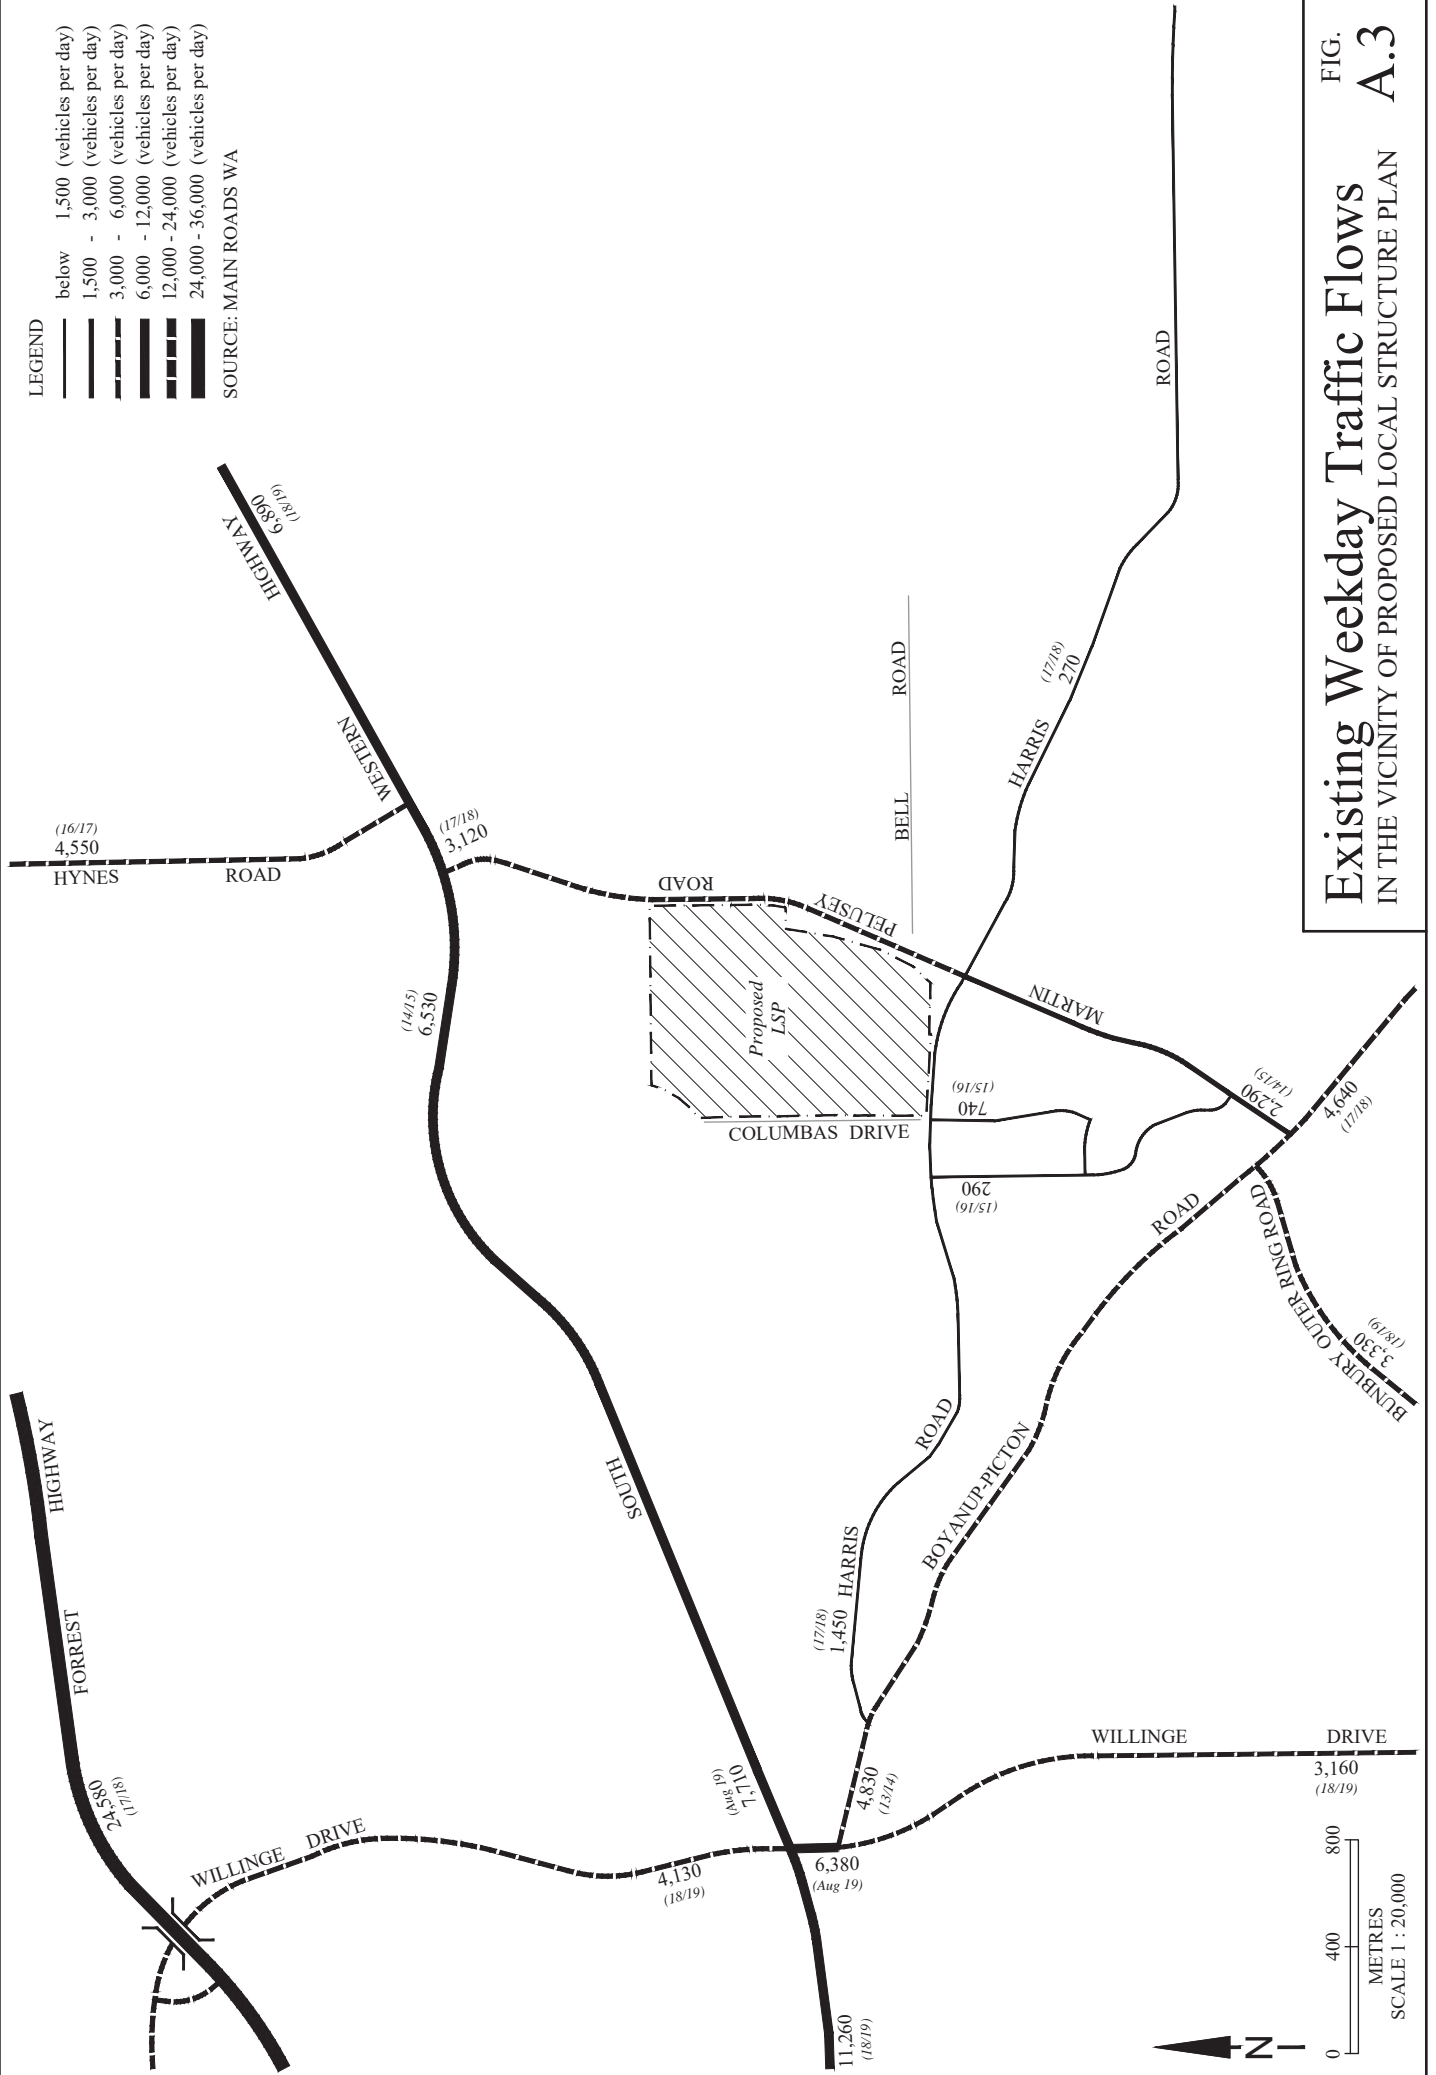 LEGEND
below 1,500 (vehicles per day)
1,500 - 3,000 (vehicles per day)
3,000 - 6,000 (vehicles per day)
6,000 - 12,000 (vehicles per day)
12,000 - 24,000 (vehicles per day)
24,000 - 36,000 (vehicles per day)
SOURCE: MAIN ROADS WA
HIGHWAY
6,890
(18/19)
WESTERN
(16/17)
4,550
HYNES ROAD
(17/18)
3,120
ROAD
PELUSEY
MARTIN
BELL ROAD
ROAD
(17/18)
270
HARRIS
(14/15)
6,530
Proposed
LSP
COLUMBAS DRIVE
740
(15/16)
290
(15/16)
2,290
(14/15)
4,640
(17/18)
ROAD
BUNBURY OUTER RING ROAD
3,330
(18/19)
BOYANUP-PICTON
ROAD
HARRIS
(17/18)
1,450
SOUTH
HIGHWAY
FORREST
24,580
(17/18)
WILLINGE DRIVE
4,130
(18/19)
(Aug 19)
7,710
6,380
(Aug 19)
4,830
(13/14)
11,260
(18/19)
WILLINGE DRIVE
3,160
(18/19)
N
0 400 800
METRES
SCALE 1 : 20,000
Existing Weekday Traffic Flows
IN THE VICINITY OF PROPOSED LOCAL STRUCTURE PLAN
FIG.
A.3